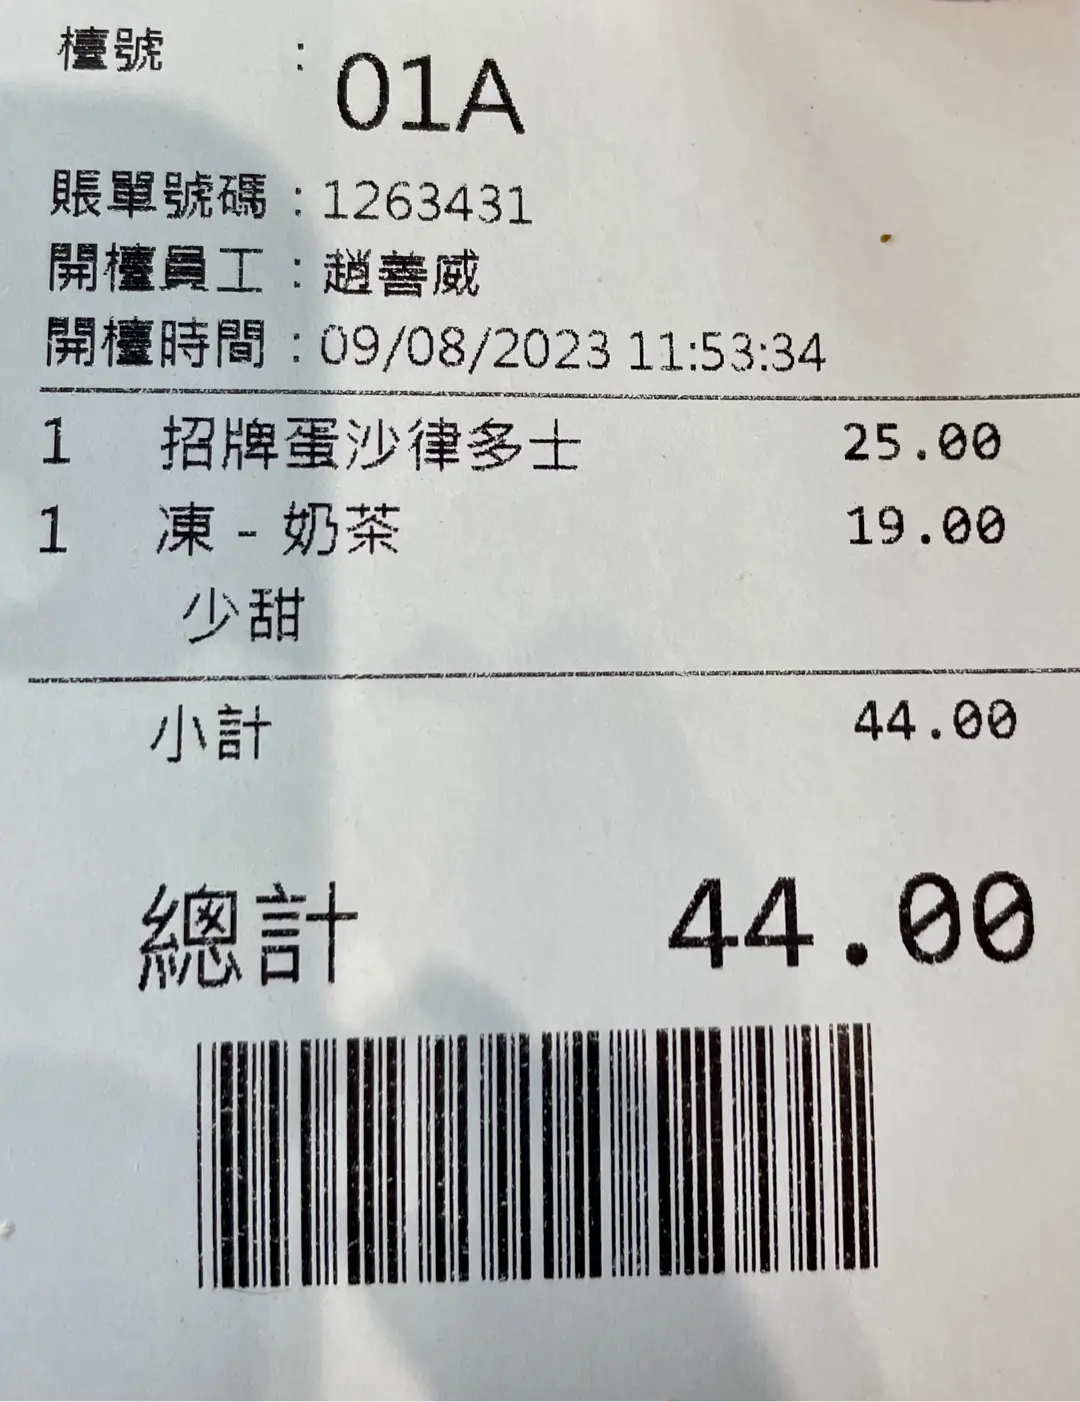 檯號 : 01A
賬單號碼 : 1263431
開檯員工 : 趙善威
開檯時間 : 09/08/2023 11:53:34
1 招牌蛋沙律多士 25.00
1 凍 - 奶茶 19.00
少甜
小計 44.00
總計 44.00